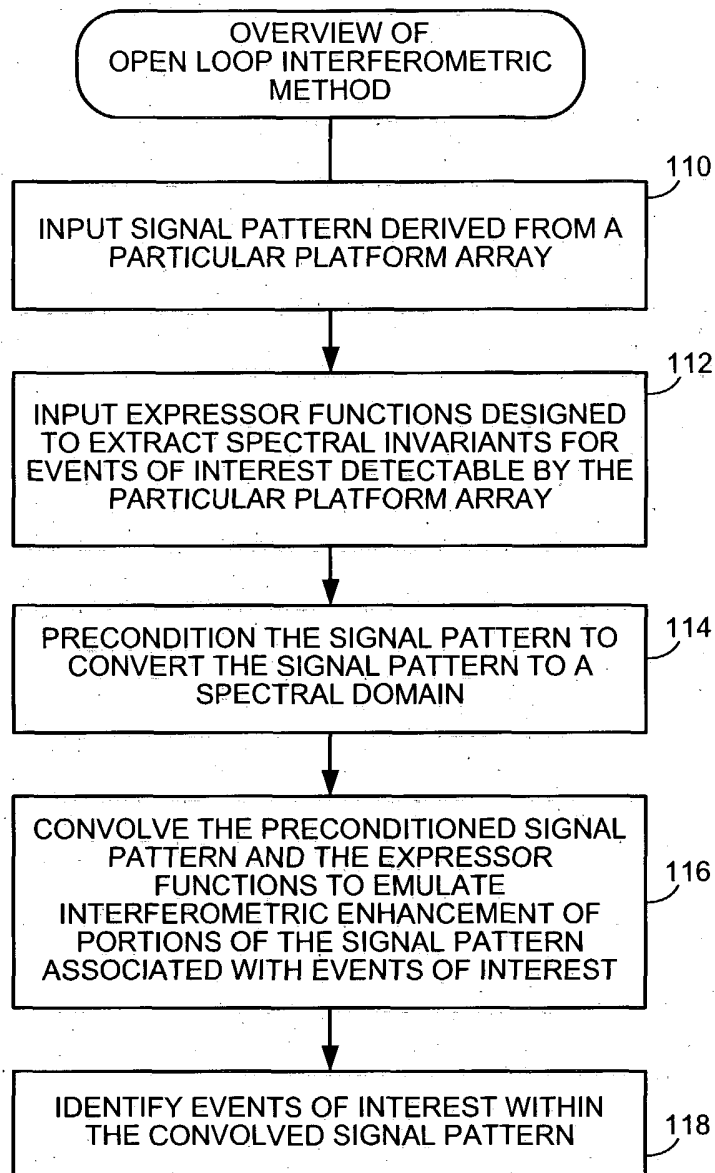 OVERVIEW OF
OPEN LOOP INTERFEROMETRIC
METHOD
110
INPUT SIGNAL PATTERN DERIVED FROM A
PARTICULAR PLATFORM ARRAY
112
INPUT EXPRESSOR FUNCTIONS DESIGNED
TO EXTRACT SPECTRAL INVARIANTS FOR
EVENTS OF INTEREST DETECTABLE BY THE
PARTICULAR PLATFORM ARRAY
114
PRECONDITION THE SIGNAL PATTERN TO
CONVERT THE SIGNAL PATTERN TO A
SPECTRAL DOMAIN
116
CONVOLVE THE PRECONDITIONED SIGNAL
PATTERN AND THE EXPRESSOR
FUNCTIONS TO EMULATE
INTERFEROMETRIC ENHANCEMENT OF
PORTIONS OF THE SIGNAL PATTERN
ASSOCIATED WITH EVENTS OF INTEREST
118
IDENTIFY EVENTS OF INTEREST WITHIN
THE CONVOLVED SIGNAL PATTERN